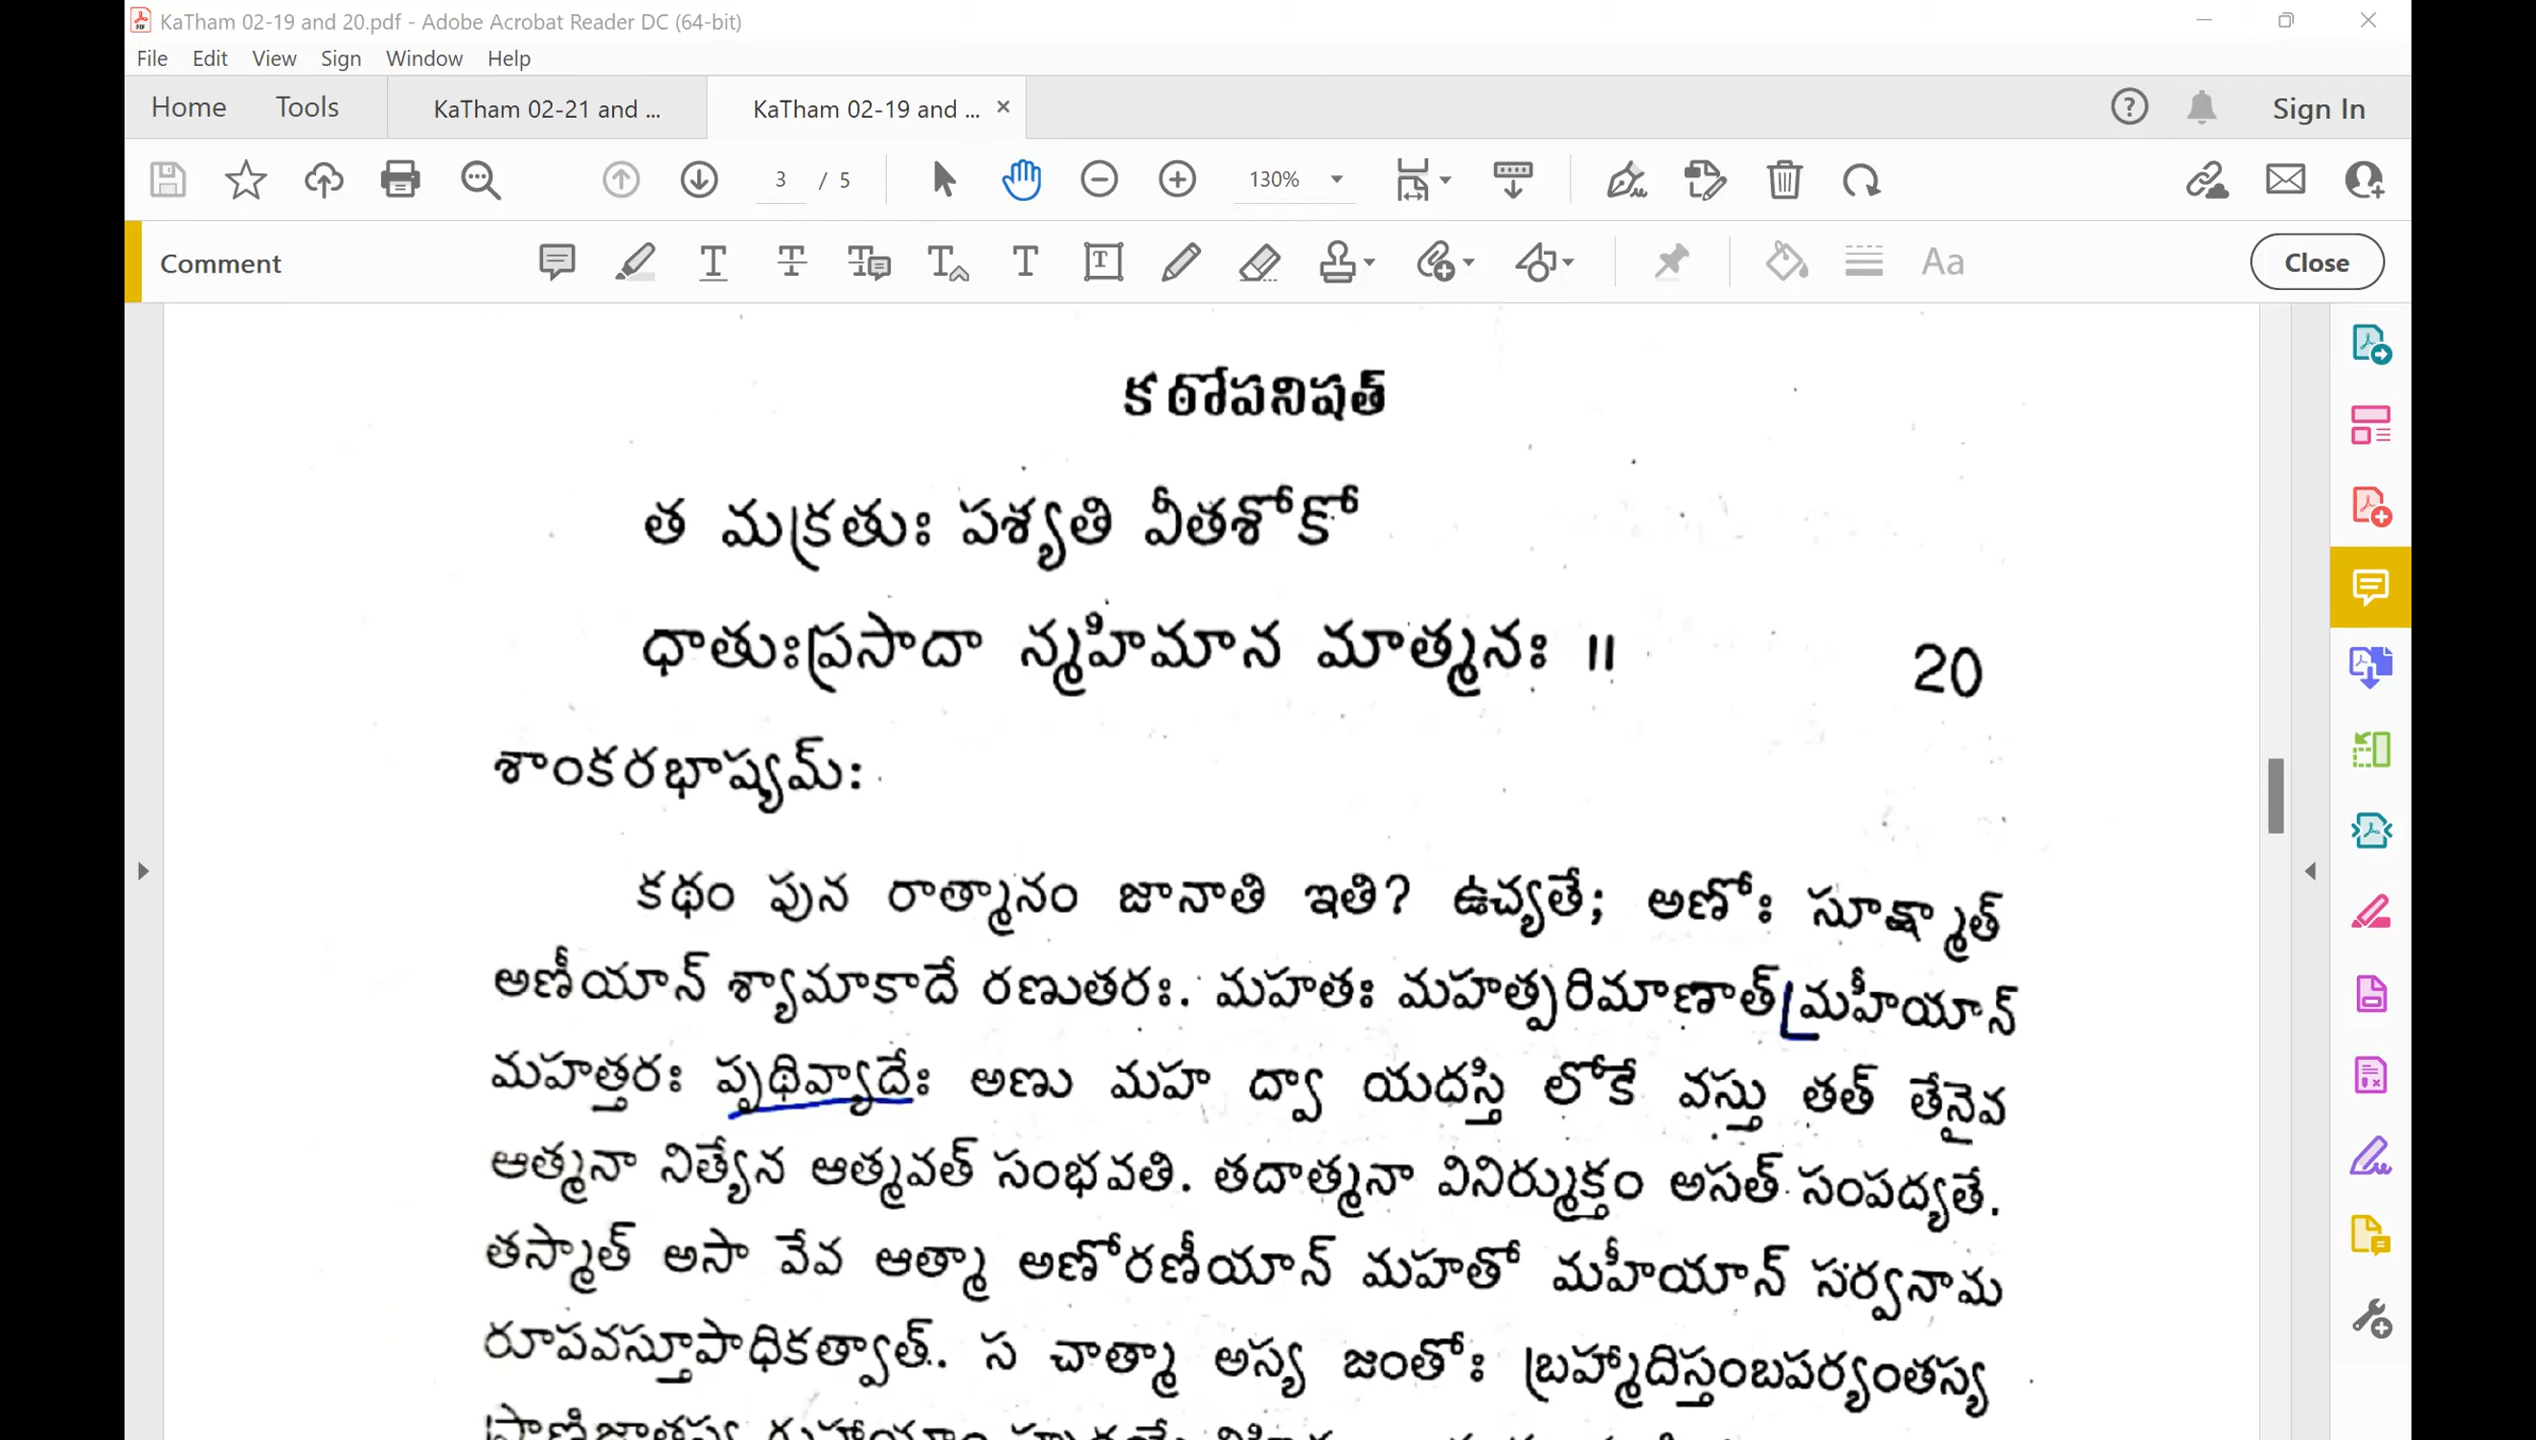 KaTham 02-19 and 20.pdf - Adobe Acrobat Reader DC (64-bit)
File Edit View Sign Window Help
Home Tools KaTham 02-21 and ... KaTham 02-19 and ... × Sign In
3 / 5 130%
Comment Close
కఠోపనిషత్
త మక్రతుః పశ్యతి వీతశోకో
ధాతుఃప్రసాదా న్మహిమాన మాత్మనః ॥ 20
శాంకరభాష్యమ్:
కథం పున రాత్మానం జానాతి ఇతి? ఉచ్యతే; అణోః సూక్ష్మాత్
అణీయాన్ శ్యామాకాదే రణుతరః. మహతః మహత్పరిమాణాత్ మహీయాన్
మహత్తరః పృథివ్యాదేః అణు మహ ద్వా యదస్తి లోకే వస్తు తత్ తేనైవ
ఆత్మనా నిత్యేన ఆత్మవత్ సంభవతి. తదాత్మనా వినిర్ముక్తం అసత్ సంపద్యతే.
తస్మాత్ అసా వేవ ఆత్మా అణోరణీయాన్ మహతో మహీయాన్ సర్వనామ
రూపవస్తూపాధికత్వాత్. స చాత్మా అస్య జంతోః బ్రహ్మాదిస్తంబపర్యంతస్య